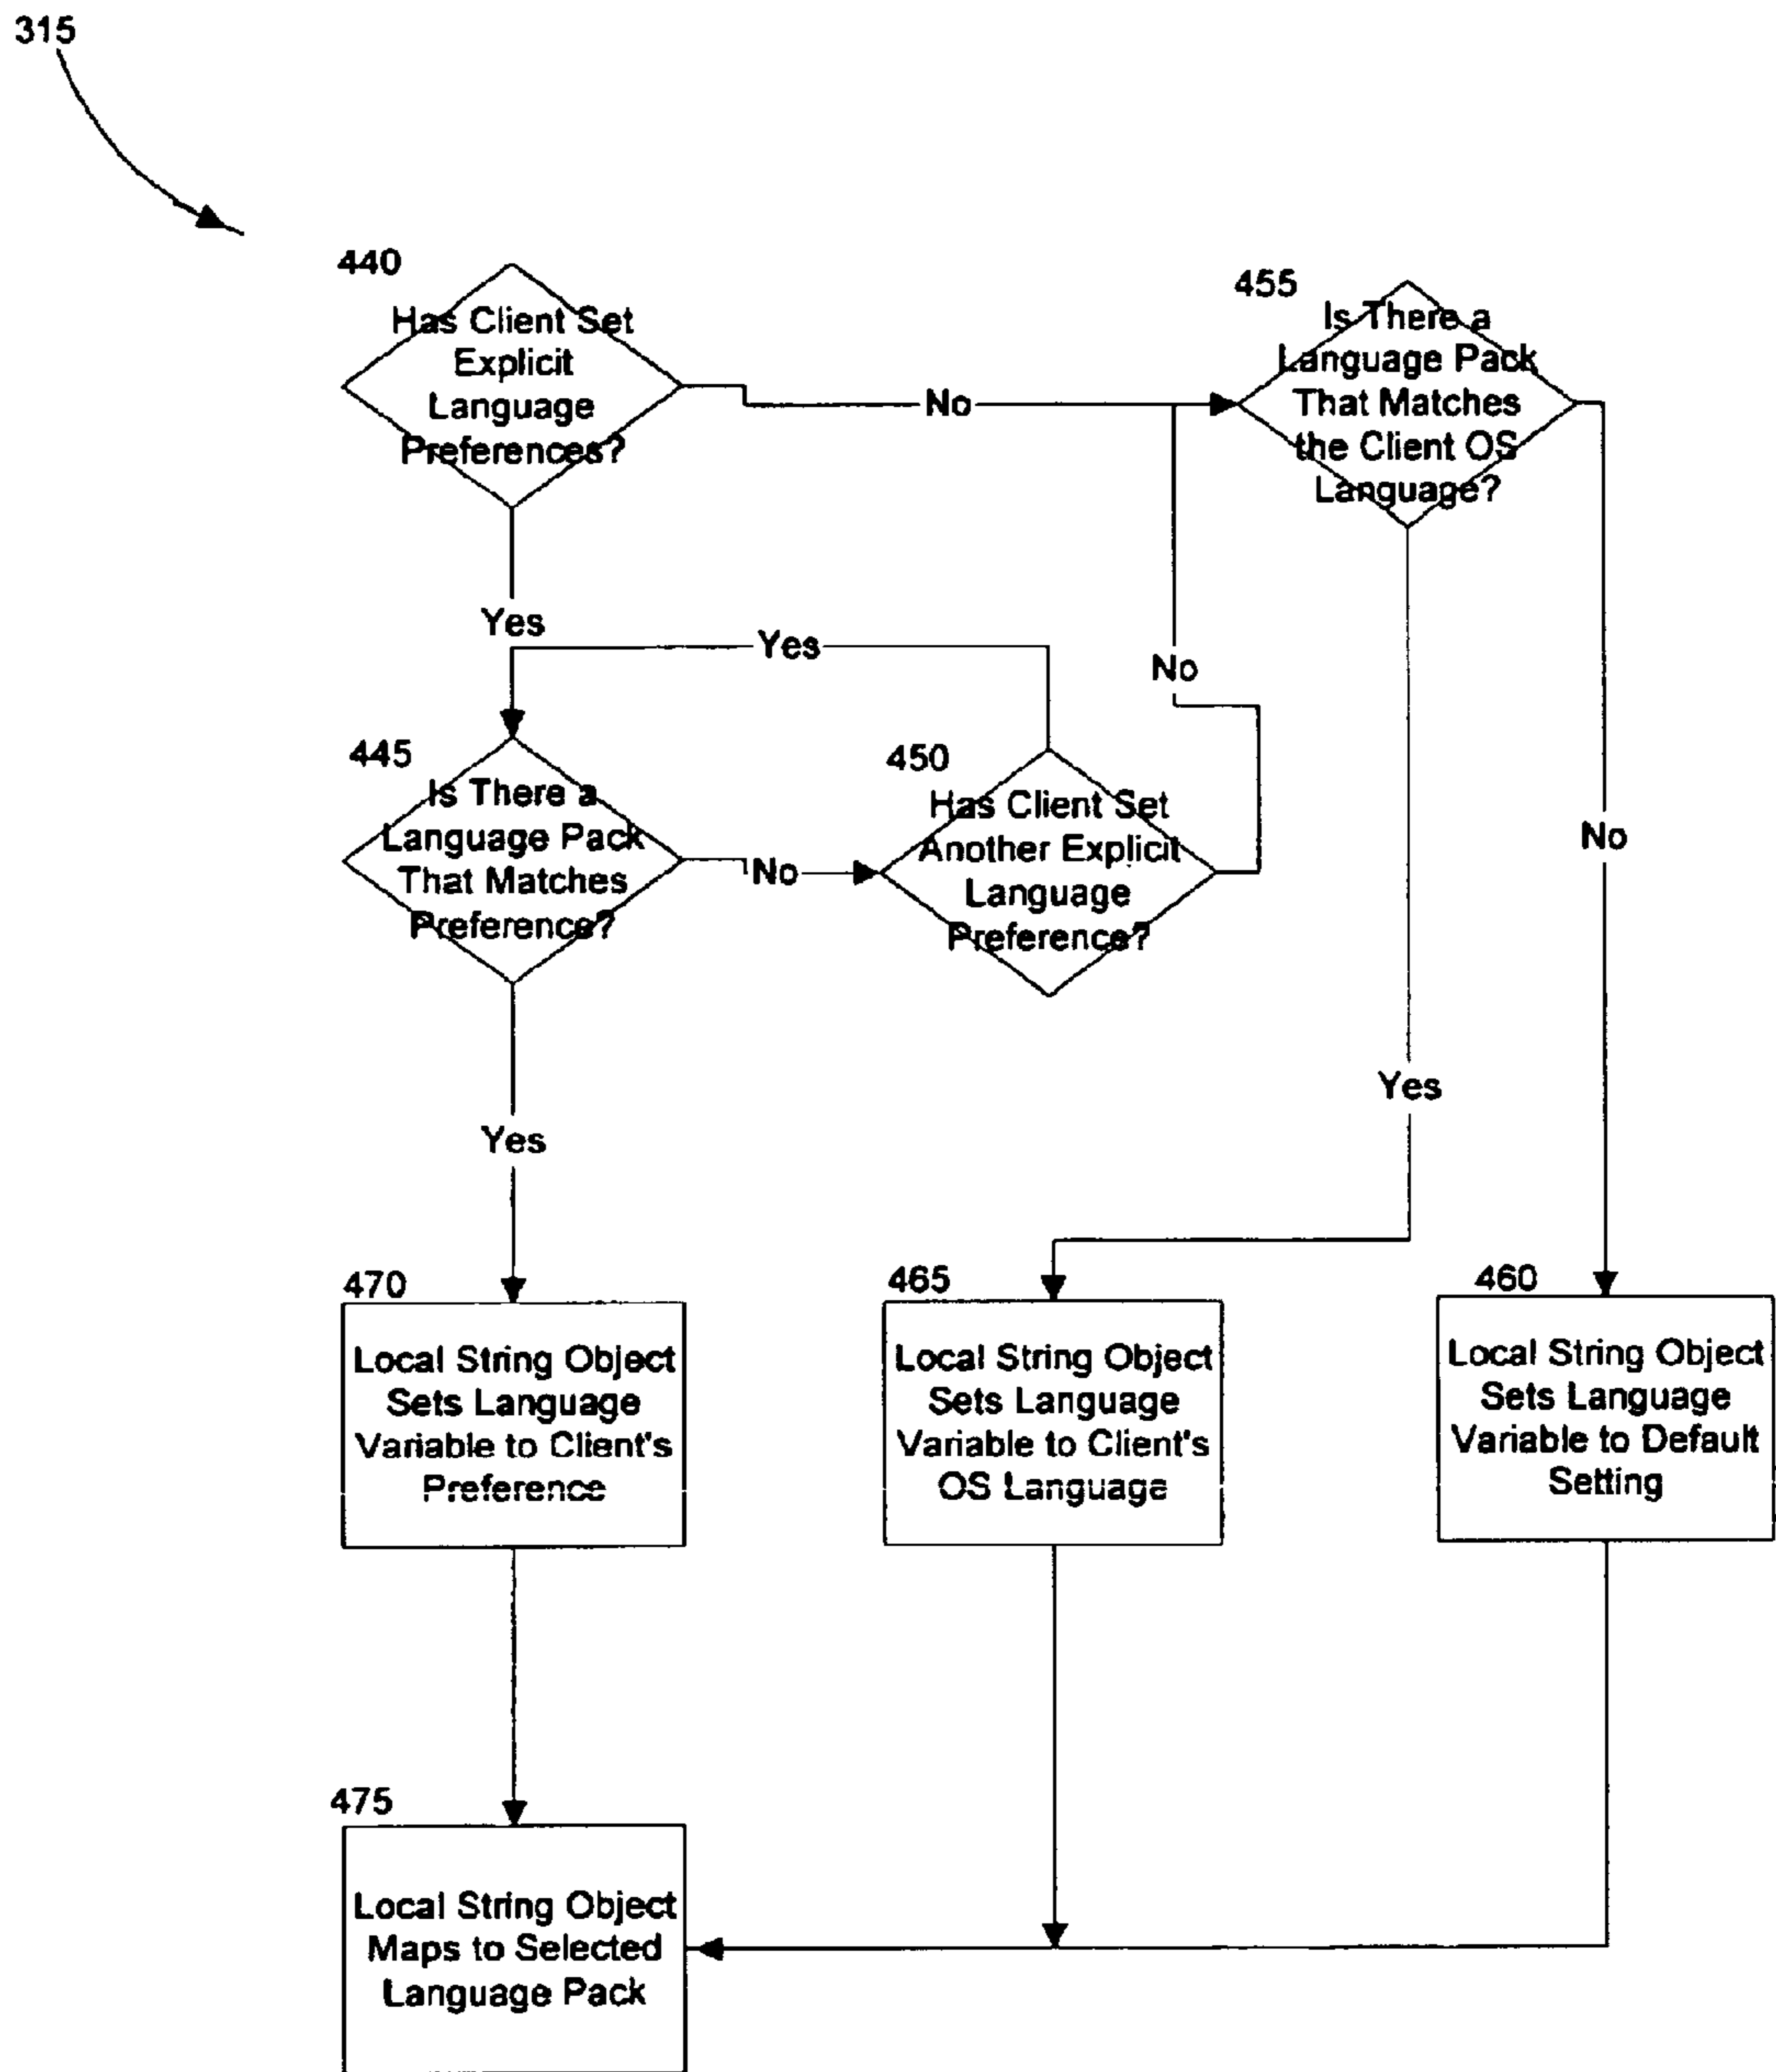 315
440
Has Client Set
Explicit
Language
Preferences?
No
455
Is There a
Language Pack
That Matches
the Client OS
Language?
Yes
Yes
No
445
Is There a
Language Pack
That Matches
Preference?
No
450
Has Client Set
Another Explicit
Language
Preference?
No
Yes
Yes
470
Local String Object
Sets Language
Variable to Client's
Preference
465
Local String Object
Sets Language
Variable to Client's
OS Language
460
Local String Object
Sets Language
Variable to Default
Setting
475
Local String Object
Maps to Selected
Language Pack